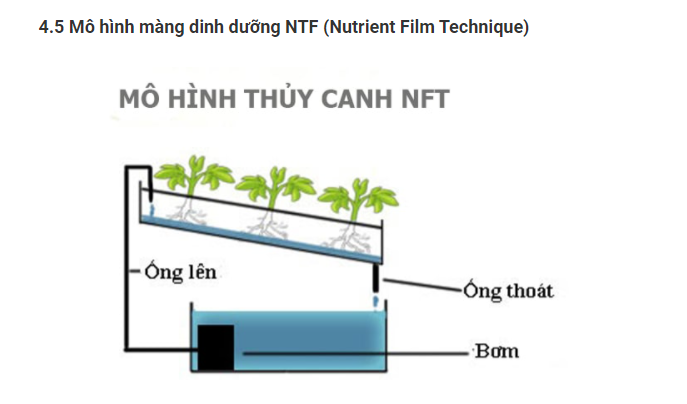 4.5 Mô hình màng dinh dưỡng NTF (Nutrient Film Technique)
MÔ HÌNH THỦY CANH NFT
Ống lên
Ống thoát
Bơm